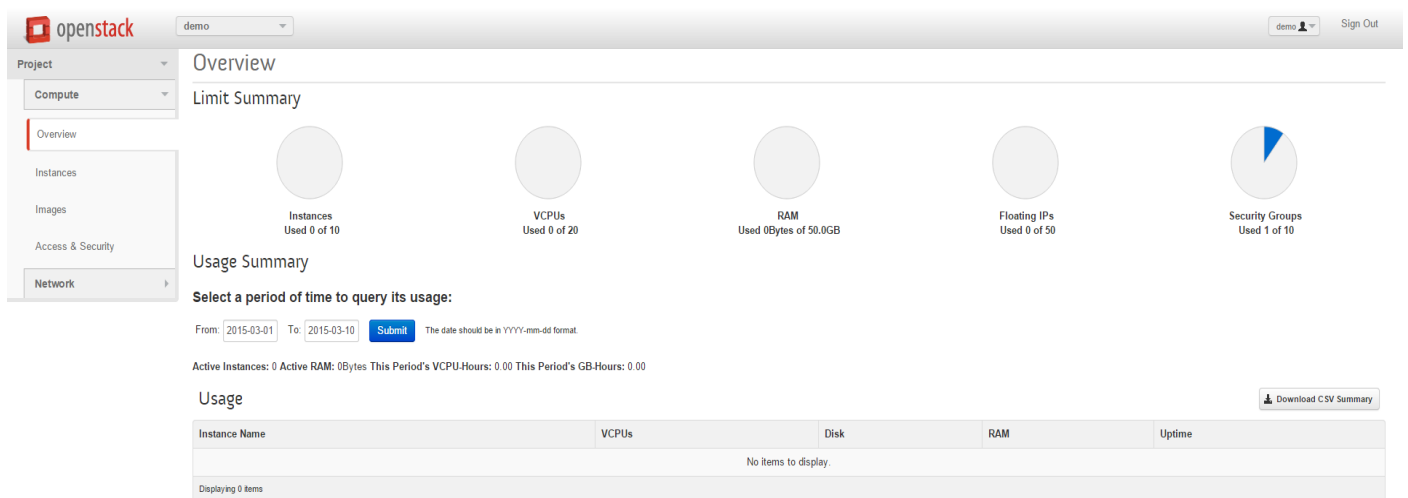 openstack demo demo Sign Out
Project
Compute
Overview
Instances
Images
Access & Security
Network
Overview
Limit Summary
Instances
Used 0 of 10
VCPUs
Used 0 of 20
RAM
Used 0Bytes of 50.0GB
Floating IPs
Used 0 of 50
Security Groups
Used 1 of 10
Usage Summary
Select a period of time to query its usage:
From: 2015-03-01 To: 2015-03-10 Submit The date should be in YYYY-mm-dd format.
Active Instances: 0 Active RAM: 0Bytes This Period's VCPU-Hours: 0.00 This Period's GB-Hours: 0.00
Usage Download CSV Summary
Instance Name VCPUs Disk RAM Uptime
No items to display.
Displaying 0 items